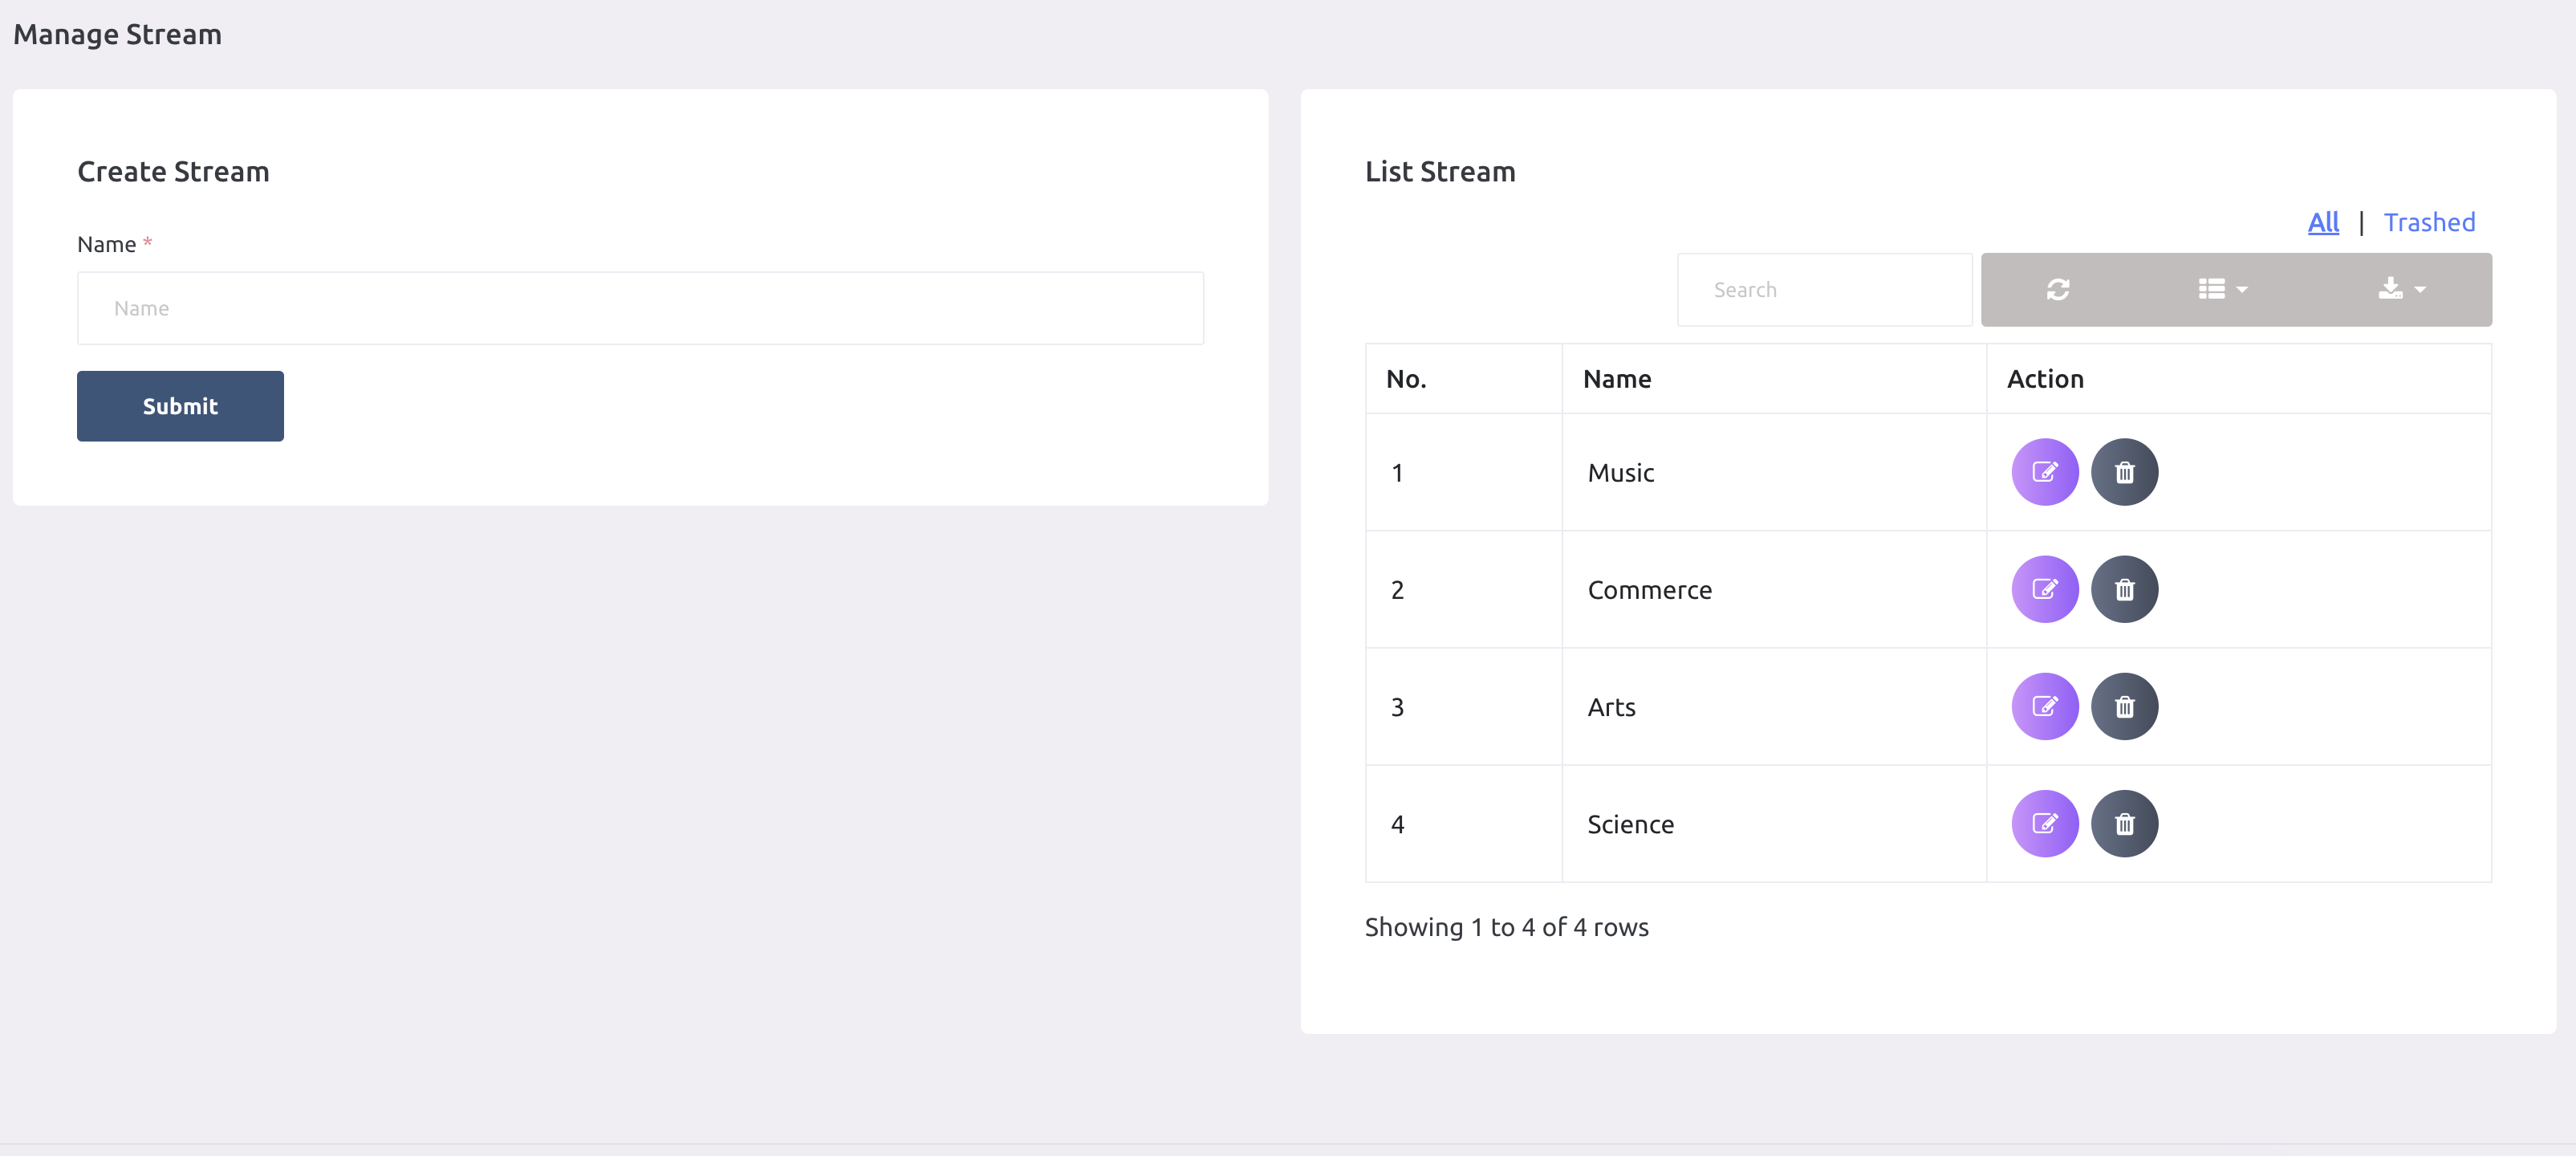 Manage Stream
Create Stream
Name *
Name
Submit
List Stream
All | Trashed
Search
No. Name Action
1 Music
2 Commerce
3 Arts
4 Science
Showing 1 to 4 of 4 rows